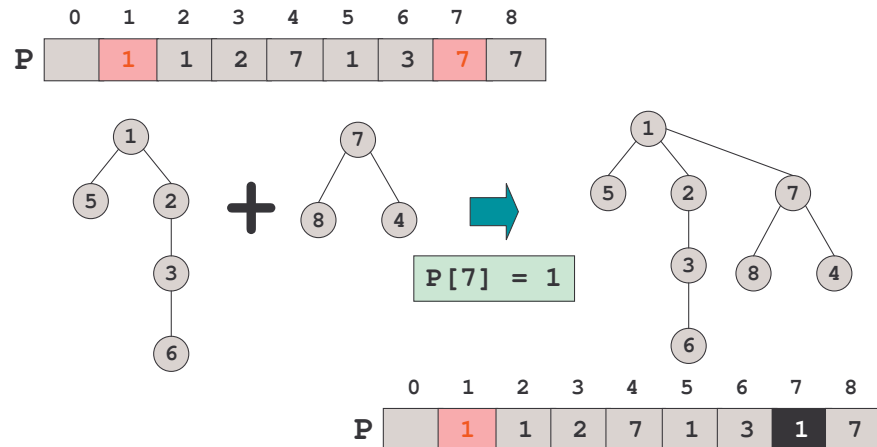 0 1 2 3 4 5 6 7 8
P 1 1 2 7 1 3 7 7
1 7 1
5 2 8 4 5 2 7
3 3 8 4
P[7] = 1
6 6
0 1 2 3 4 5 6 7 8
P 1 1 2 7 1 3 1 7